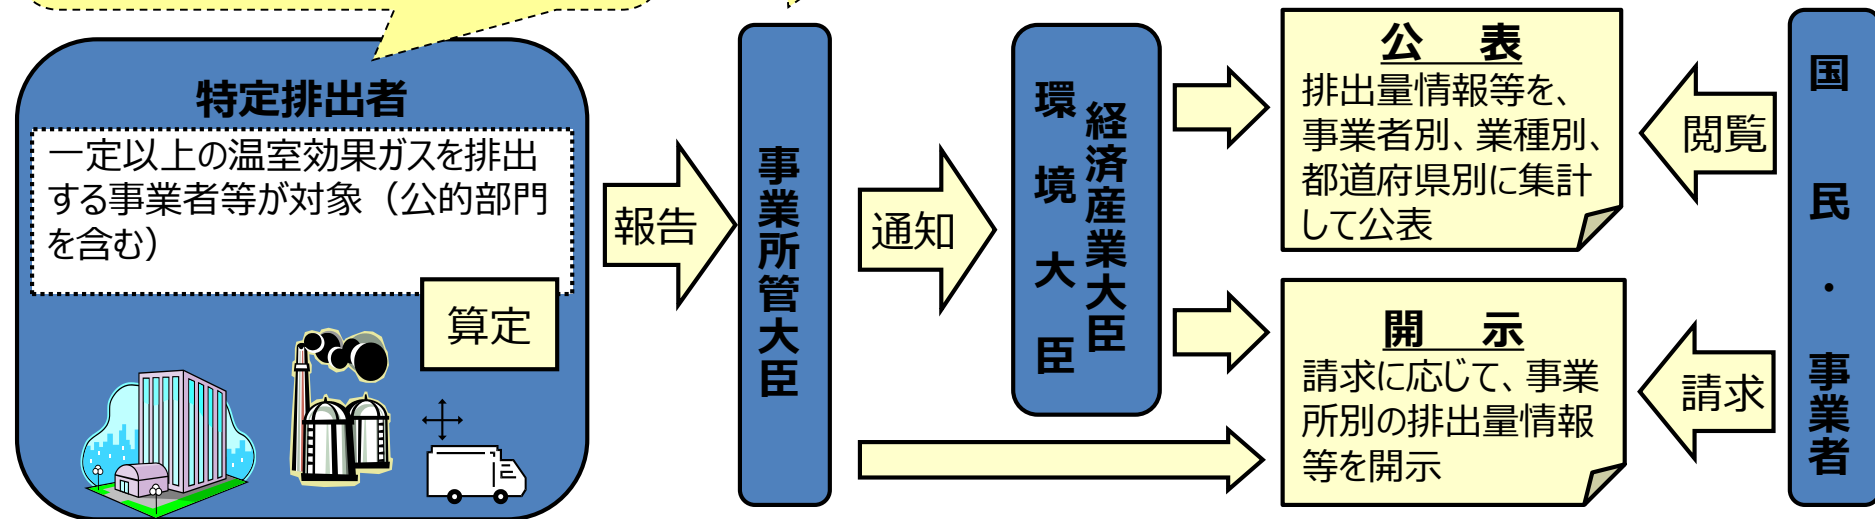 特定排出者
一定以上の温室効果ガスを排出
する事業者等が対象（公的部門
を含む）
算定
報告
事業所管大臣
通知
環境大臣
経済産業大臣
公表
排出量情報等を、
事業者別、業種別、
都道府県別に集計
して公表
開示
請求に応じて、事業
所別の排出量情報
等を開示
閲覧
請求
国民・事業者